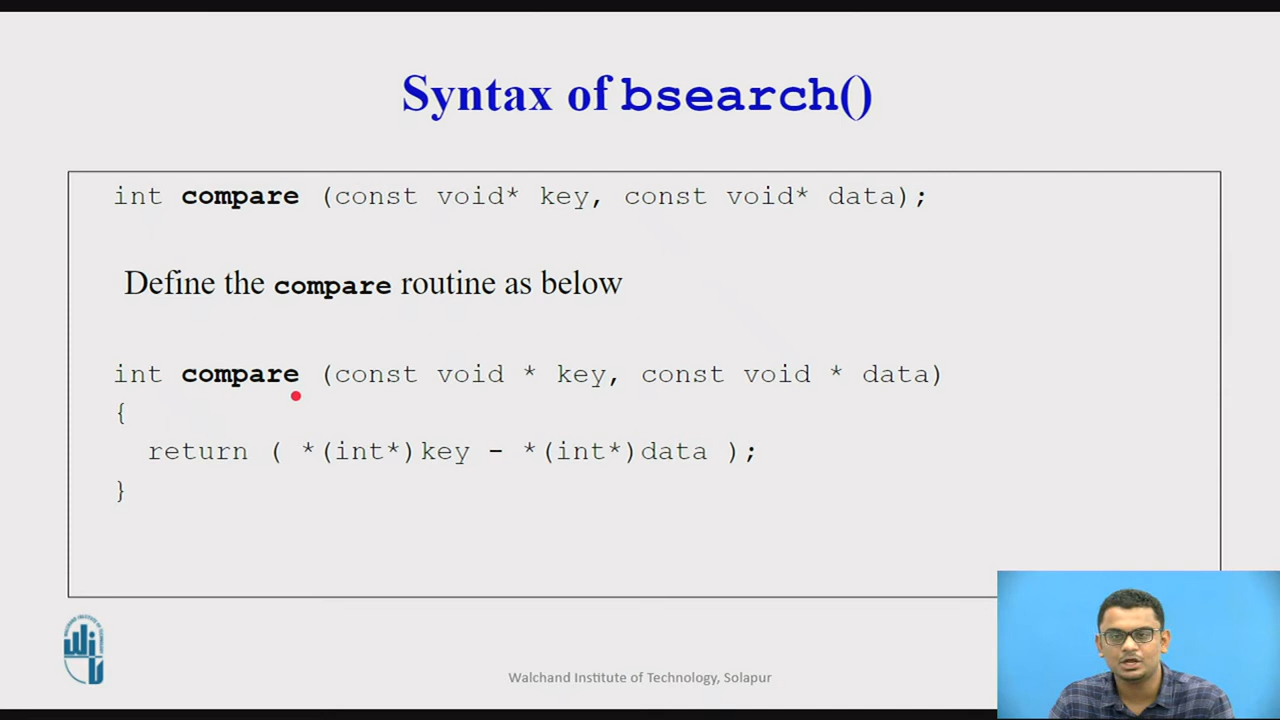 Syntax of bsearch()
int compare (const void* key, const void* data);
Define the compare routine as below
int compare (const void * key, const void * data)
{
return ( *(int*)key - *(int*)data );
}
Walchand Institute of Technology, Solapur